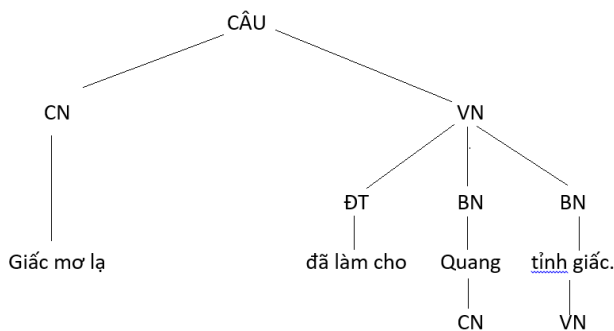 CÂU
CN VN
ĐT BN BN
Giấc mơ lạ đã làm cho Quang tỉnh giấc.
CN VN